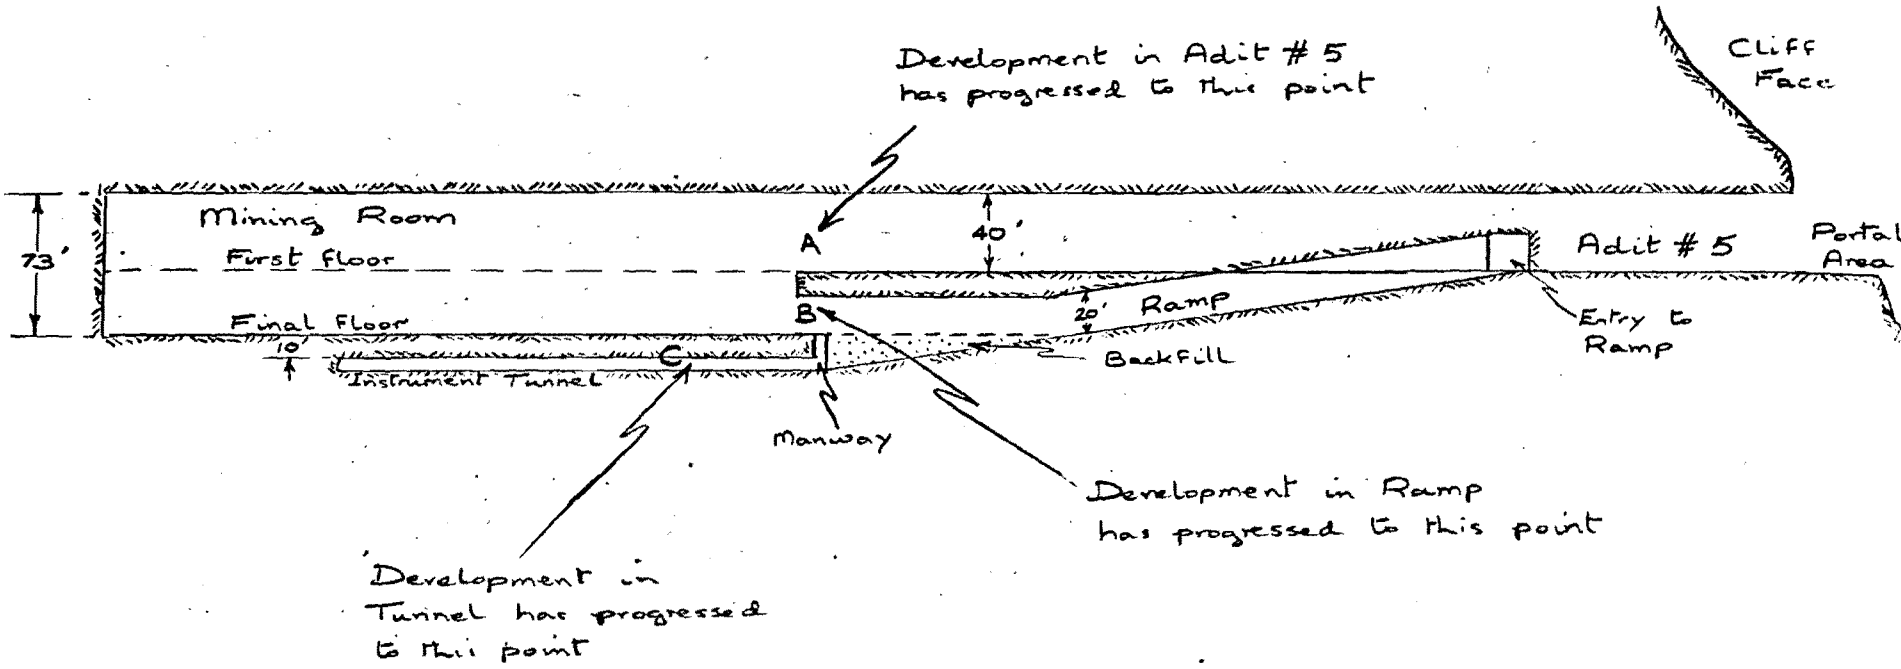 Cliff
Face
Development in Adit # 5
has progressed to this point
Mining Room
40'
73'
First floor
A
Adit # 5
Portal
Area
Final Floor
B
20'
Ramp
10'
C
Instrument Tunnel
Backfill
Entry to
Ramp
Manway
Development in Ramp
has progressed to this point
Development in
Tunnel has progressed
to this point